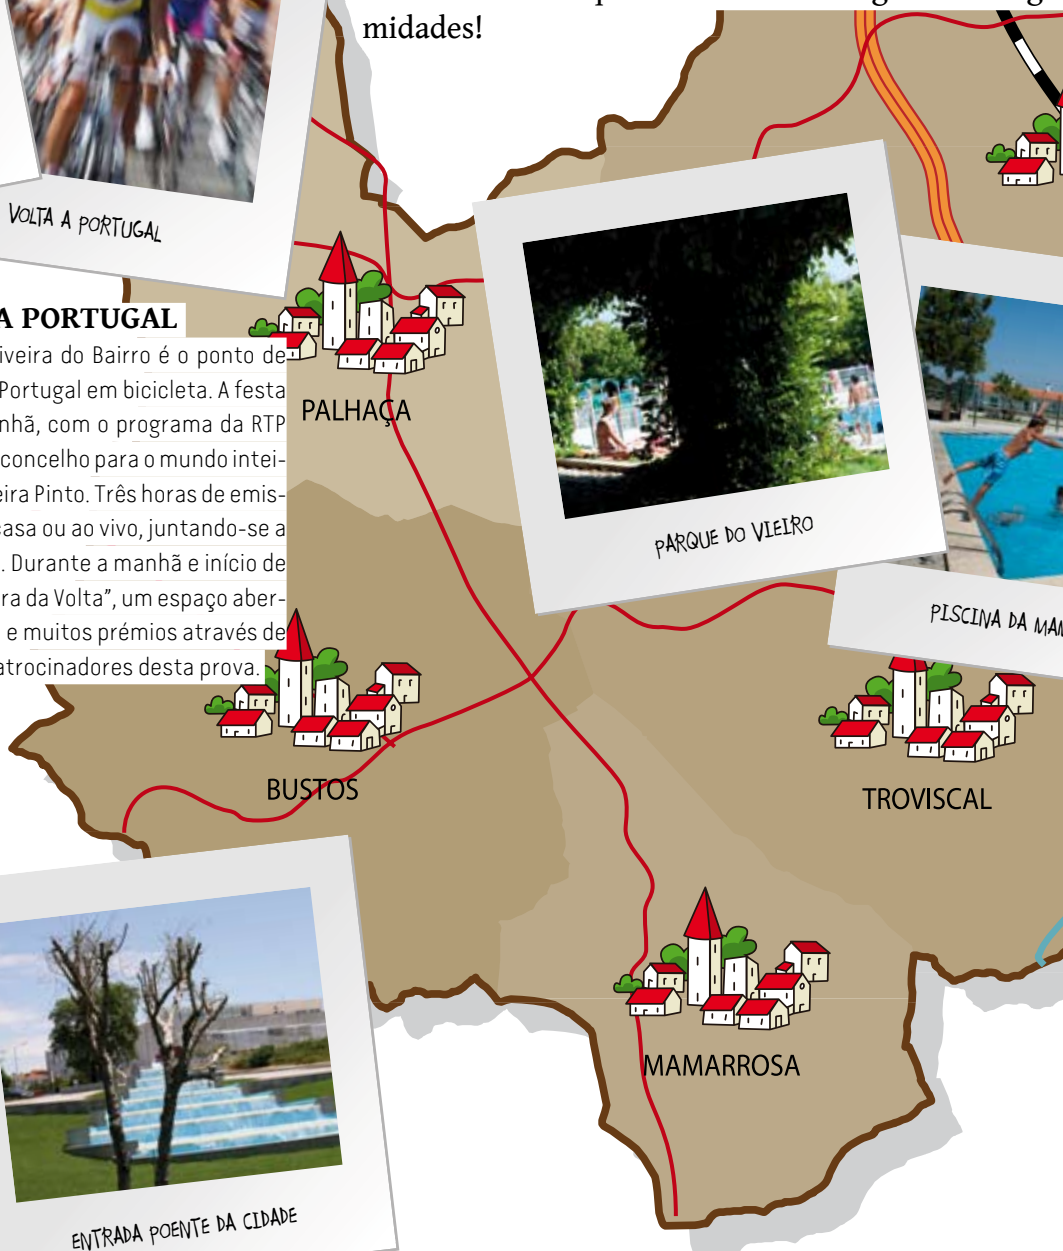 midades!
VOLTA A PORTUGAL
A PORTUGAL
iveira do Bairro é o ponto de
Portugal em bicicleta. A festa
nhã, com o programa da RTP
concelho para o mundo intei-
eira Pinto. Três horas de emis-
casa ou ao vivo, juntando-se a
. Durante a manhã e início de
ra da Volta”, um espaço aber-
e muitos prémios através de
atrocinadores desta prova.
PALHAÇA
PARQUE DO VIEIRO
PISCINA DA MAM
BUSTOS
TROVISCAL
MAMARROSA
ENTRADA POENTE DA CIDADE